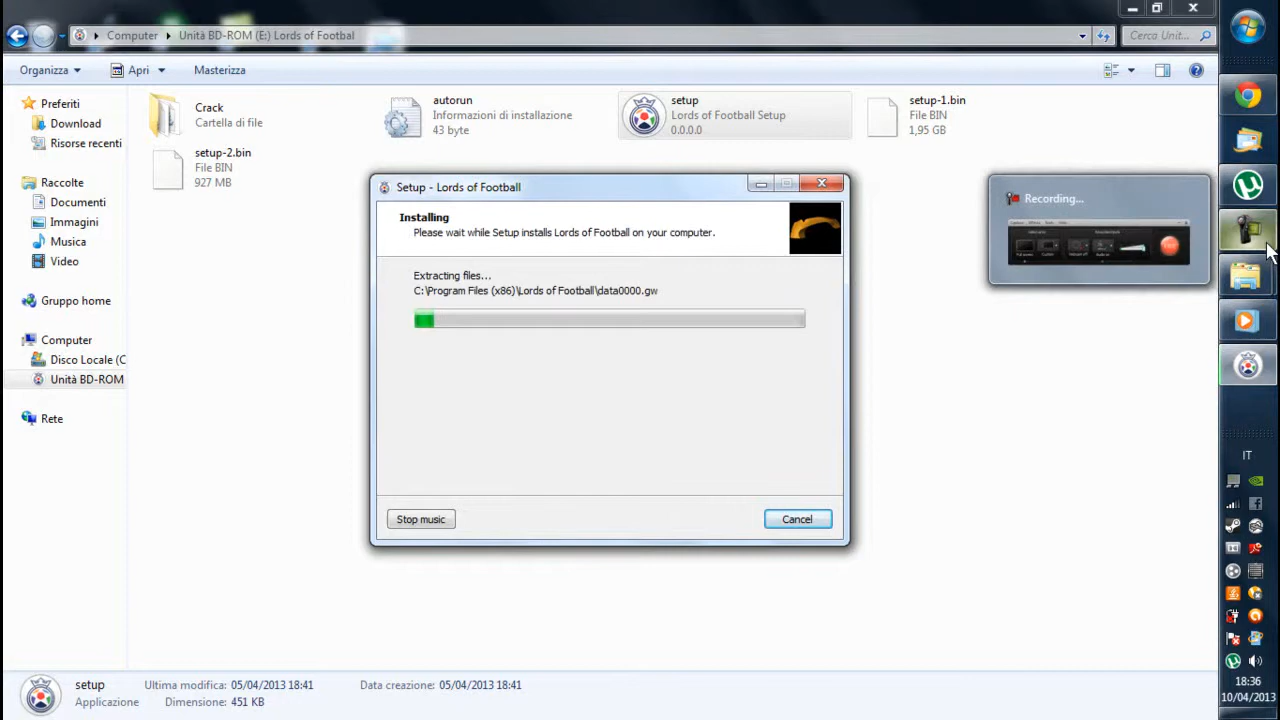 Computer
Unità BD-ROM (E:) Lords of Footbal
Cerca Unit...
Organizza
Apri
Masterizza
Preferiti
Download
Risorse recenti
Raccolte
Documenti
Immagini
Musica
Video
Gruppo home
Computer
Disco Locale (C
Unità BD-ROM
Rete
Crack
Cartella di file
autorun
Informazioni di installazione
43 byte
setup
Lords of Football Setup
0.0.0.0
setup-1.bin
File BIN
1,95 GB
setup-2.bin
File BIN
927 MB
Setup - Lords of Football
Installing
Please wait while Setup installs Lords of Football on your computer.
Extracting files...
C:\Program Files (x86)\Lords of Football\data0000.gw
Stop music
Cancel
Recording...
IT
18:36
10/04/2013
setup
Ultima modifica: 05/04/2013 18:41
Data creazione: 05/04/2013 18:41
Applicazione
Dimensione: 451 KB